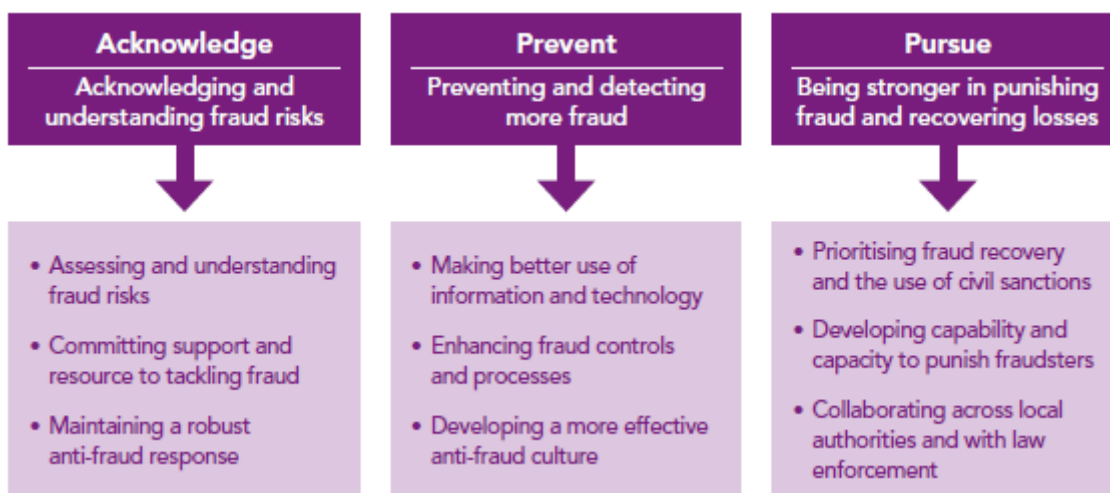 Acknowledge
Acknowledging and
understanding fraud risks
• Assessing and understanding
fraud risks
• Committing support and
resource to tackling fraud
• Maintaining a robust
anti-fraud response
Prevent
Preventing and detecting
more fraud
• Making better use of
information and technology
• Enhancing fraud controls
and processes
• Developing a more effective
anti-fraud culture
Pursue
Being stronger in punishing
fraud and recovering losses
• Prioritising fraud recovery
and the use of civil sanctions
• Developing capability and
capacity to punish fraudsters
• Collaborating across local
authorities and with law
enforcement